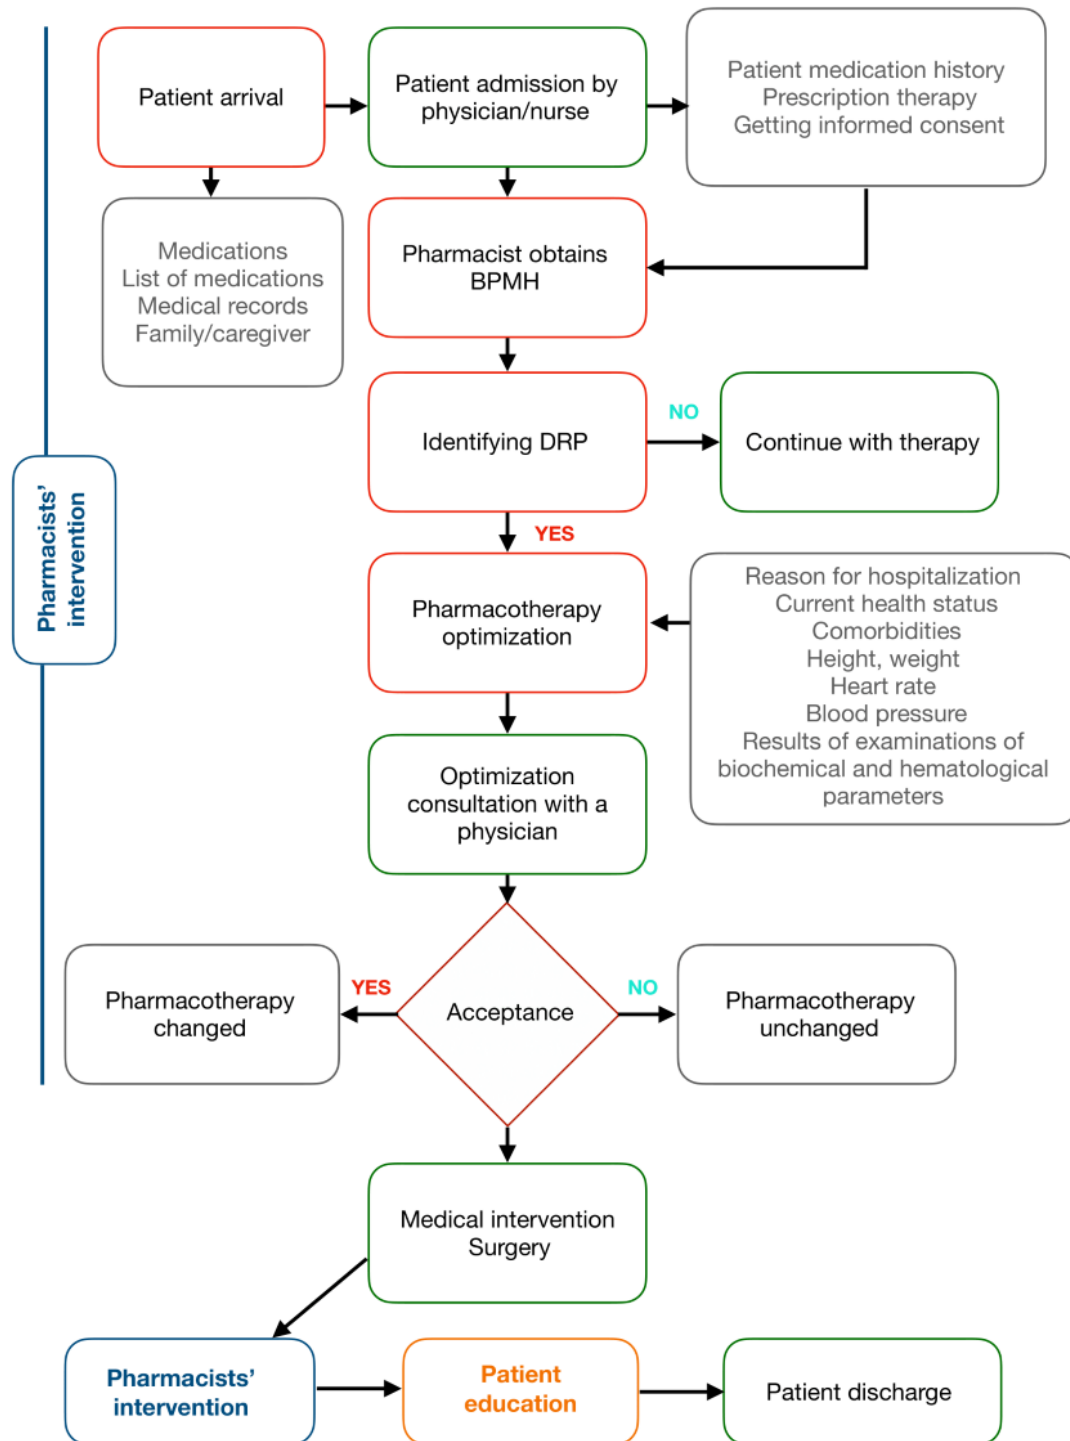 Patient arrival
Patient admission by
physician/nurse
Patient medication history
Prescription therapy
Getting informed consent
Medications
List of medications
Medical records
Family/caregiver
Pharmacist obtains
BPMH
Identifying DRP
NO
Continue with therapy
YES
Pharmacists'
intervention
Pharmacotherapy
optimization
Reason for hospitalization
Current health status
Comorbidities
Height, weight
Heart rate
Blood pressure
Results of examinations of
biochemical and hematological
parameters
Optimization
consultation with a
physician
Pharmacotherapy
changed
YES
Acceptance
NO
Pharmacotherapy
unchanged
Medical intervention
Surgery
Pharmacists'
intervention
Patient
education
Patient discharge